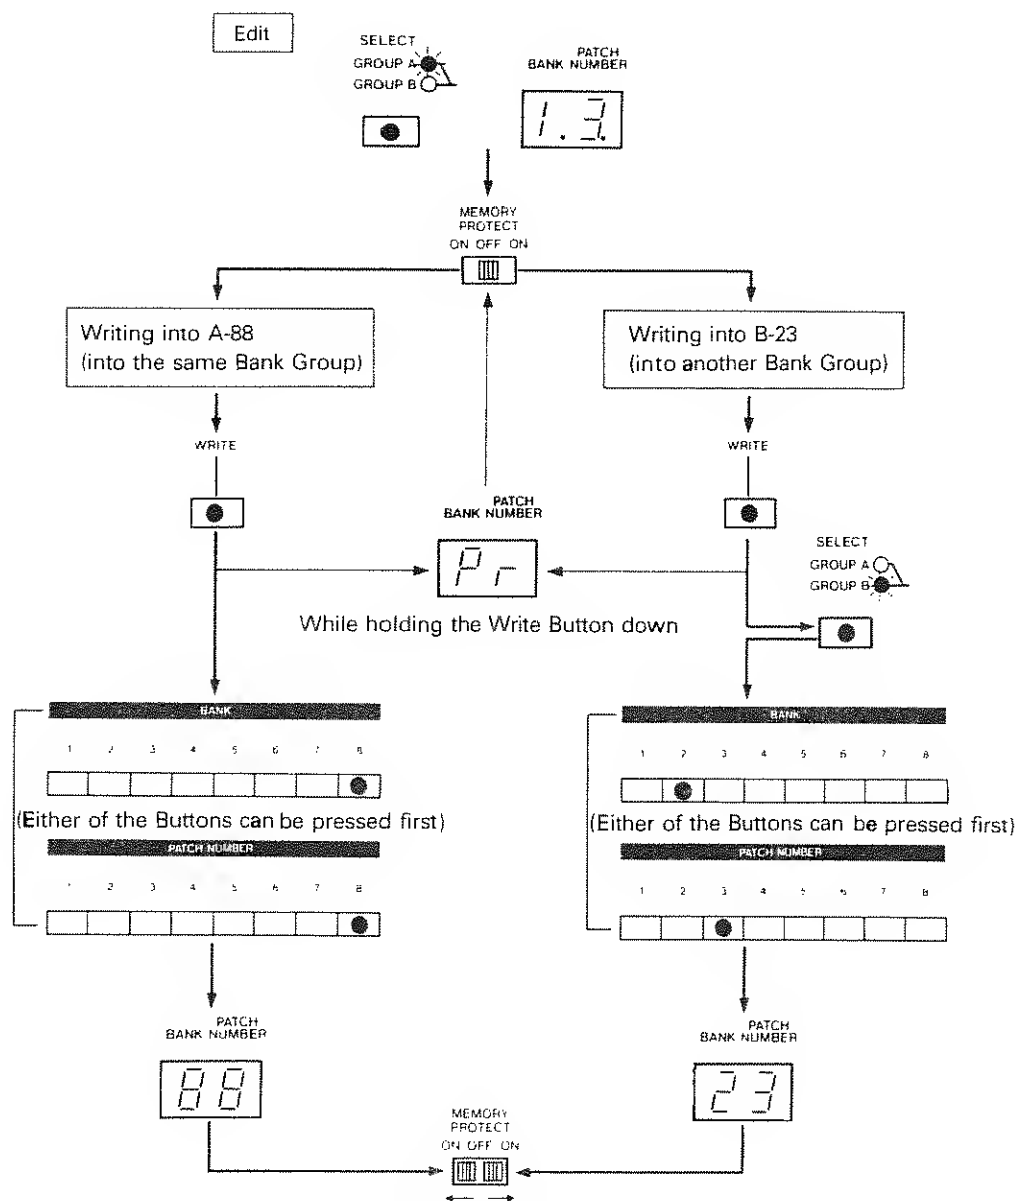 Edit
SELECT
GROUP A
GROUP B
PATCH
BANK NUMBER
1.3.
MEMORY
PROTECT
ON OFF ON
Writing into A-88
(into the same Bank Group)
Writing into B-23
(into another Bank Group)
WRITE
WRITE
PATCH
BANK NUMBER
Pr
While holding the Write Button down
SELECT
GROUP A
GROUP B
BANK
1 2 3 4 5 6 7 8
(Either of the Buttons can be pressed first)
PATCH NUMBER
1 2 3 4 5 6 7 8
BANK
1 2 3 4 5 6 7 8
(Either of the Buttons can be pressed first)
PATCH NUMBER
1 2 3 4 5 6 7 8
PATCH
BANK NUMBER
88
PATCH
BANK NUMBER
23
MEMORY
PROTECT
ON OFF ON